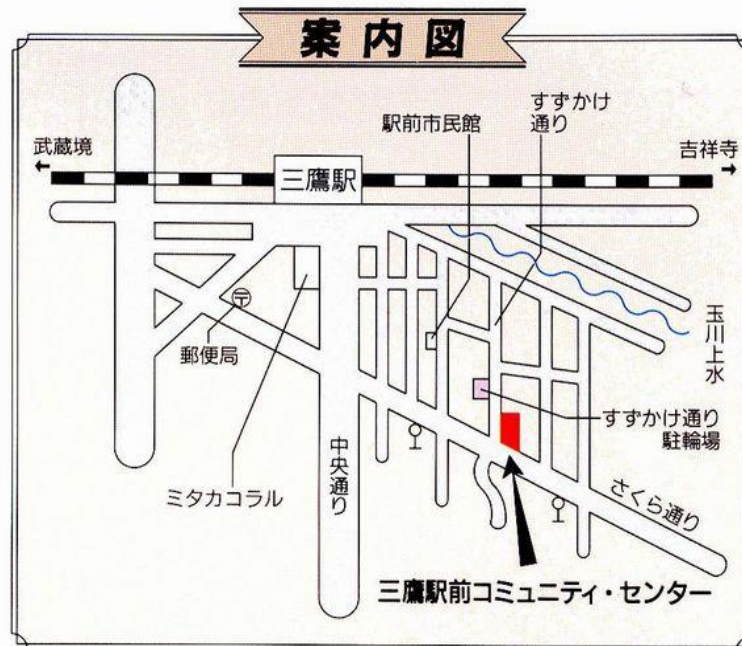 案内図
すずかけ
通り
駅前市民館
武蔵境
吉祥寺
三鷹駅
玉川上水
〒
郵便局
すずかけ通り
駐輪場
ミタカコラル
中央通り
さくら通り
三鷹駅前コミュニティ・センター